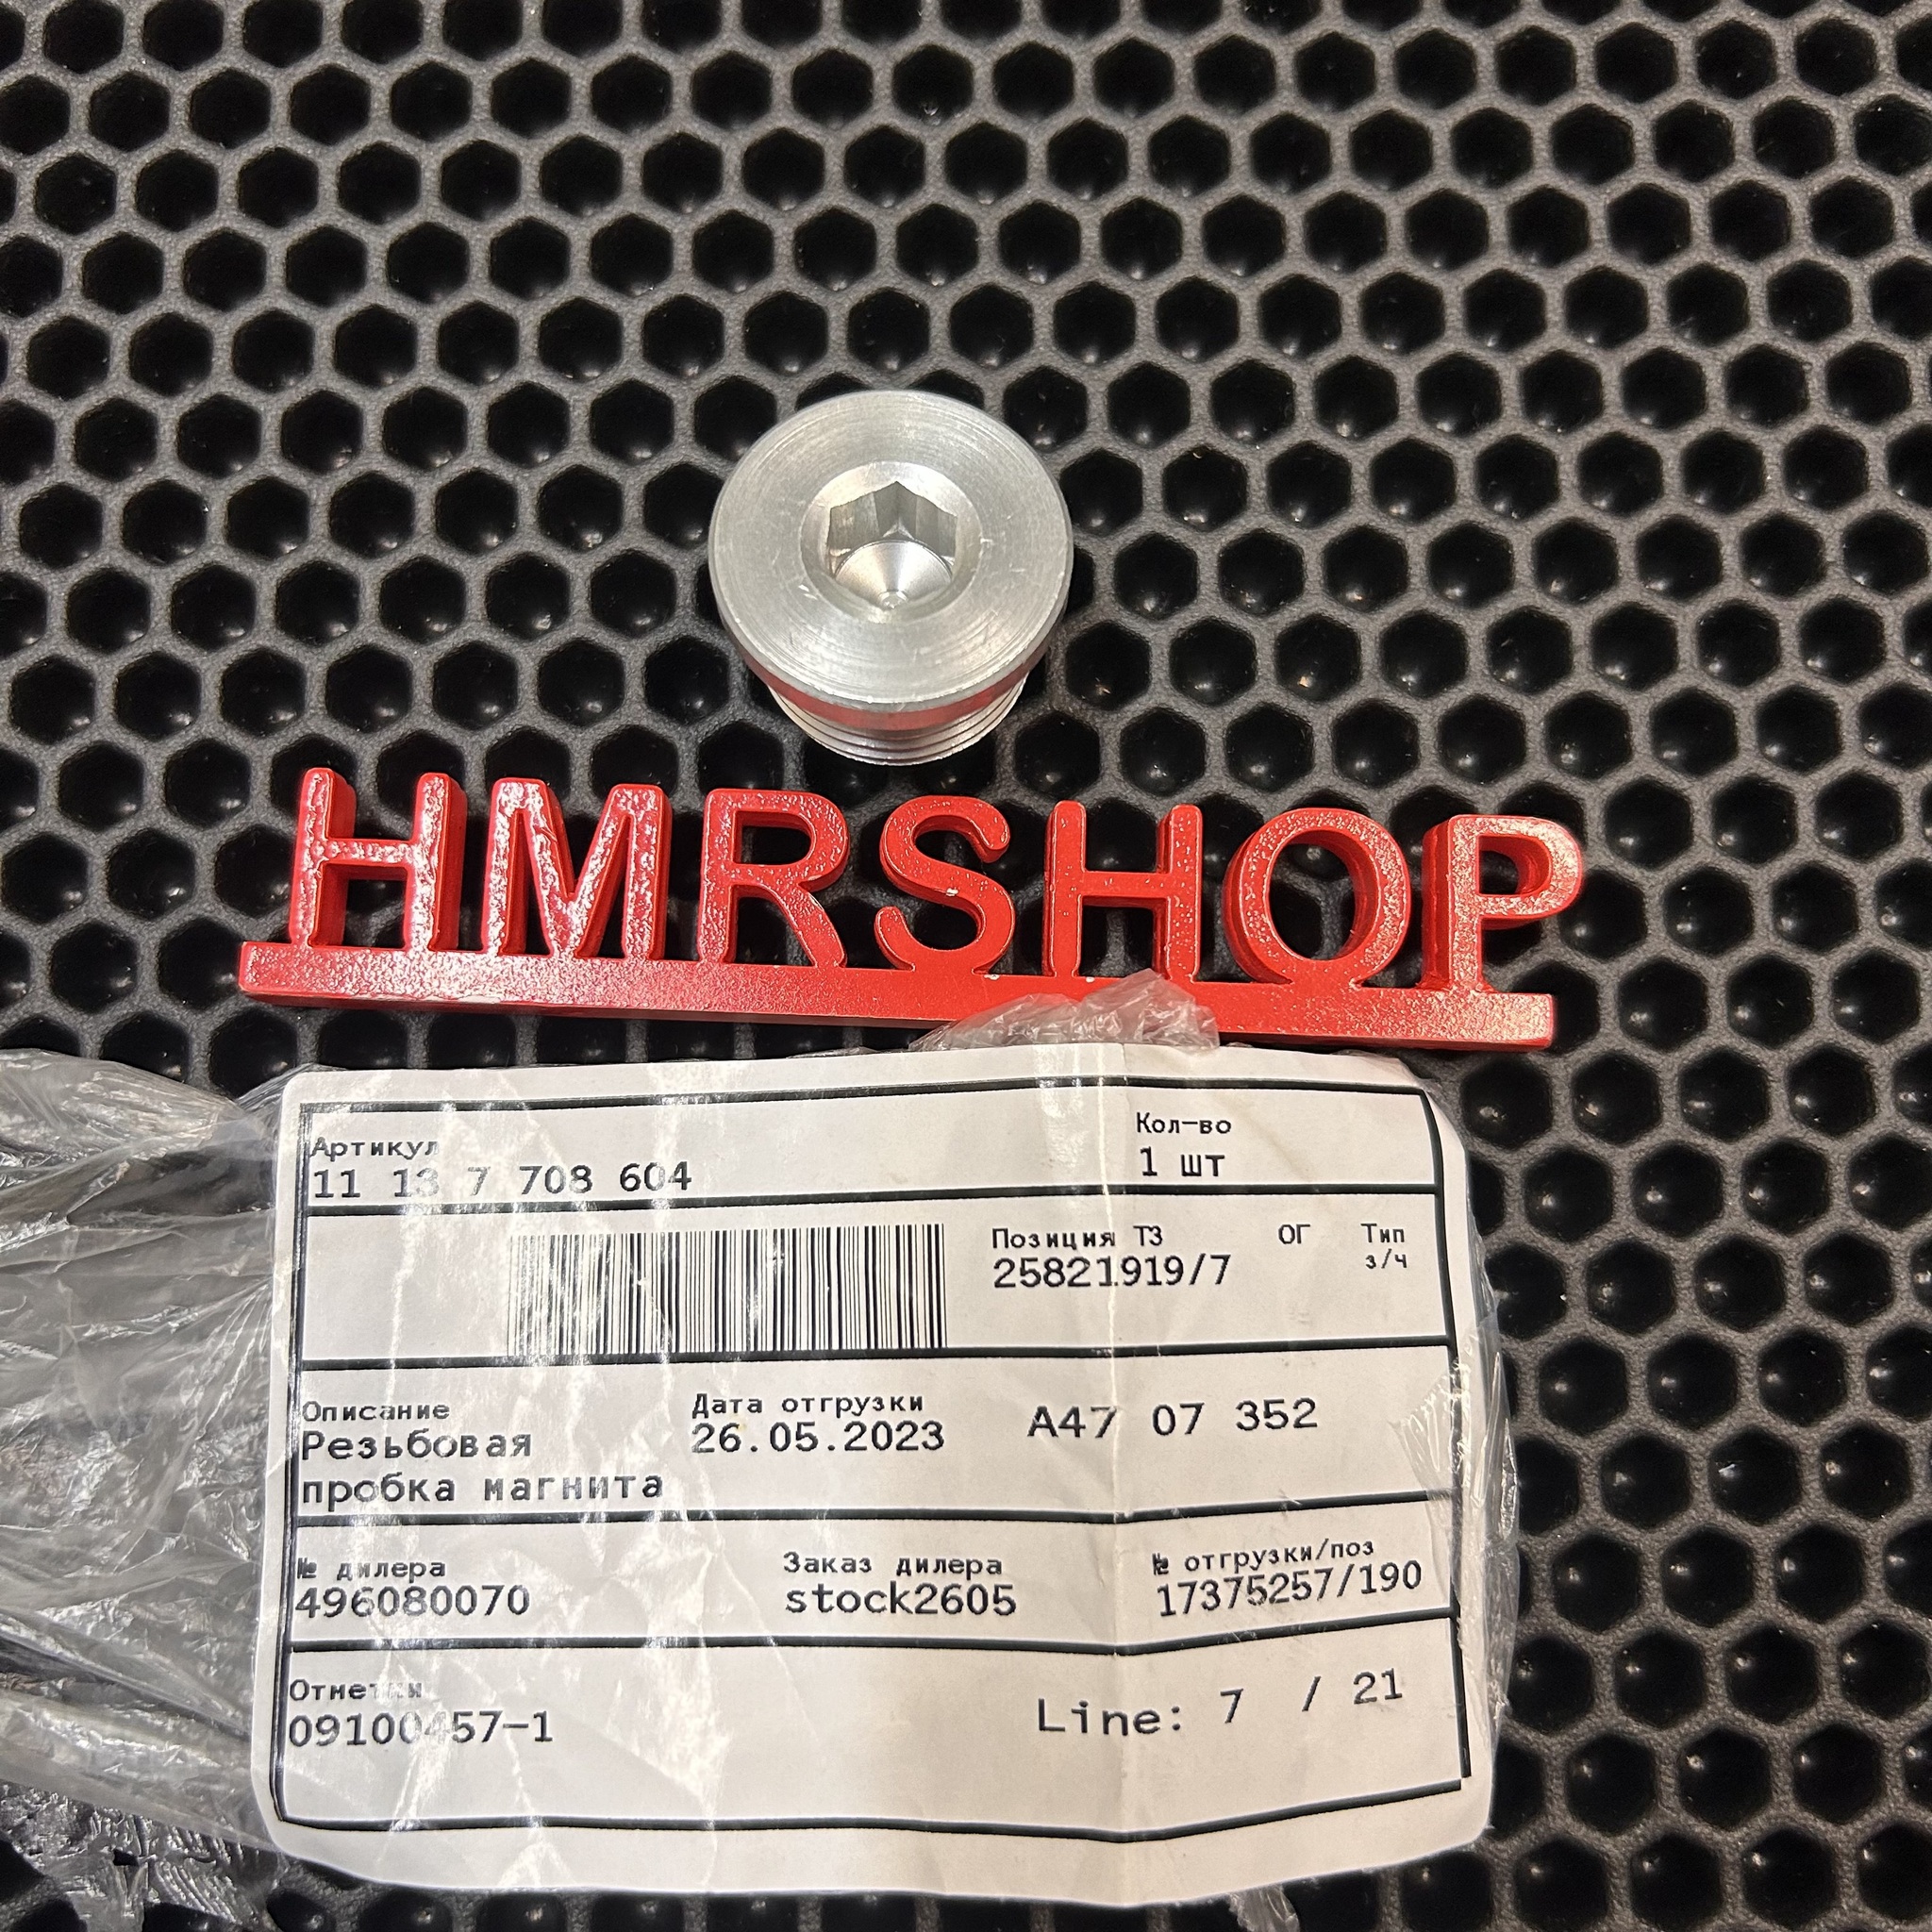 HMRSHOP
Артикул
11 13 7 708 604
Кол-во
1 шт
Позиция ТЗ ОГ Тип
25821919/7 з/ч
Описание
Резьбовая
пробка магнита
Дата отгрузки
26.05.2023
A47 07 352
№ дилера
496080070
Заказ дилера
stock2605
№ отгрузки/поз
17375257/190
Отметки
09100457-1
Line: 7 / 21